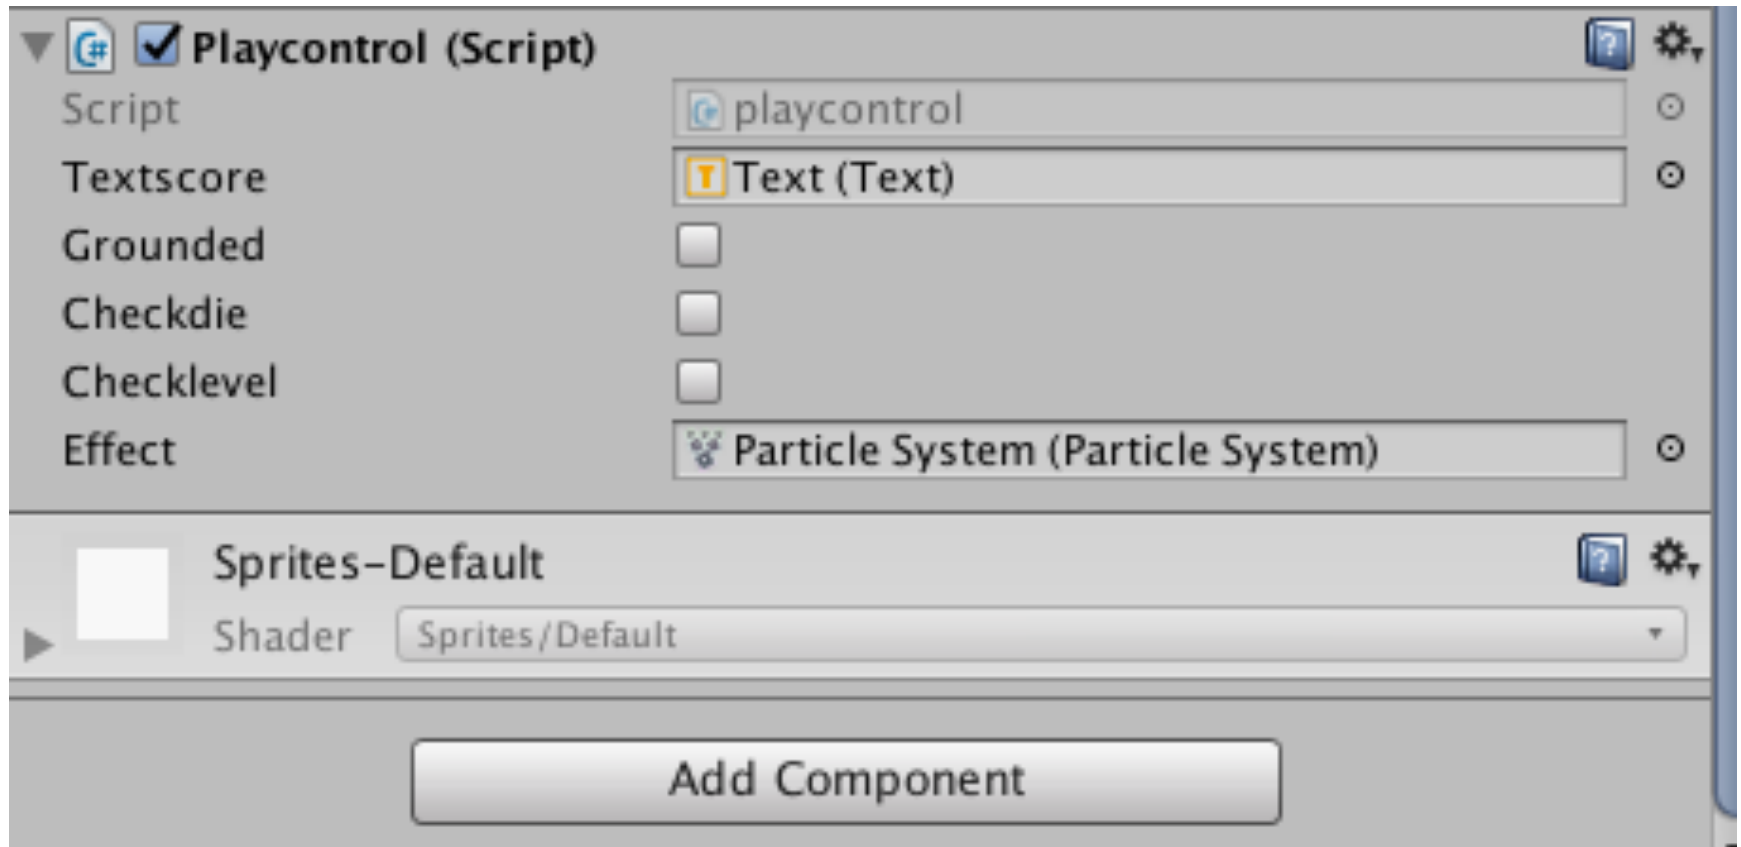 Playcontrol (Script)
Script playcontrol
Textscore Text (Text)
Grounded
Checkdie
Checklevel
Effect Particle System (Particle System)
Sprites-Default
Shader Sprites/Default
Add Component